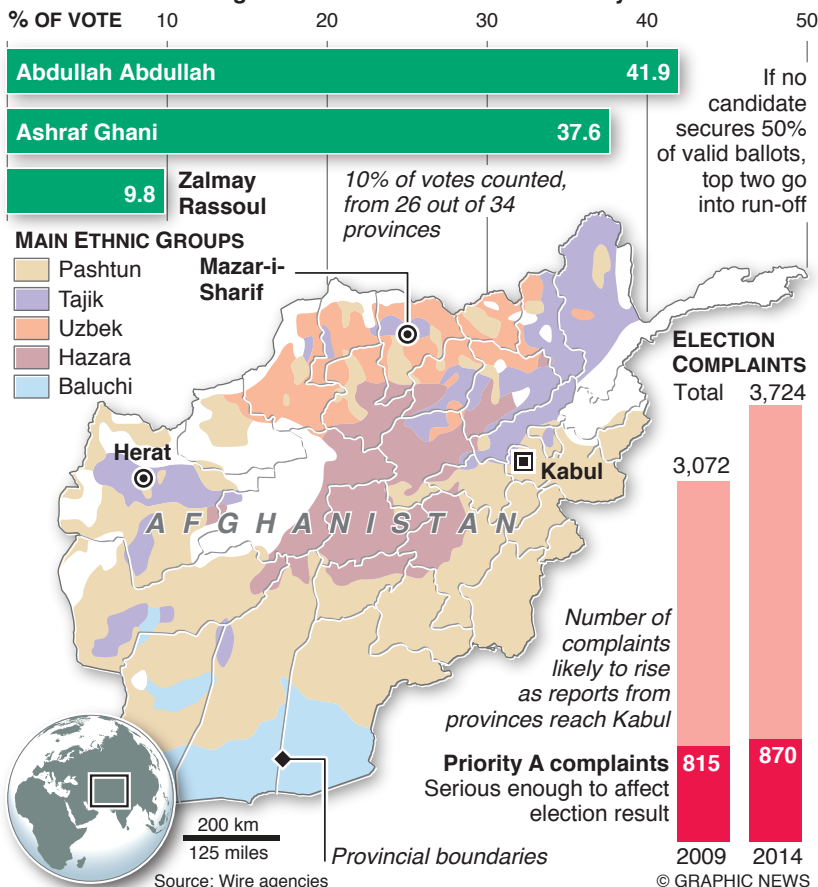 % OF VOTE 10 20 30 40 50
Abdullah Abdullah 41.9
Ashraf Ghani 37.6
9.8 Zalmay
Rassoul
10% of votes counted,
from 26 out of 34
provinces
If no
candidate
secures 50%
of valid ballots,
top two go
into run-off
MAIN ETHNIC GROUPS
Pashtun
Tajik
Uzbek
Hazara
Baluchi
Mazar-i-
Sharif
Herat
Kabul
AFGHANISTAN
ELECTION
COMPLAINTS
Total 3,724
3,072
Number of
complaints
likely to rise
as reports from
provinces reach Kabul
Priority A complaints
Serious enough to affect
election result
815 870
2009 2014
200 km
125 miles
Provincial boundaries
Source: Wire agencies
© GRAPHIC NEWS